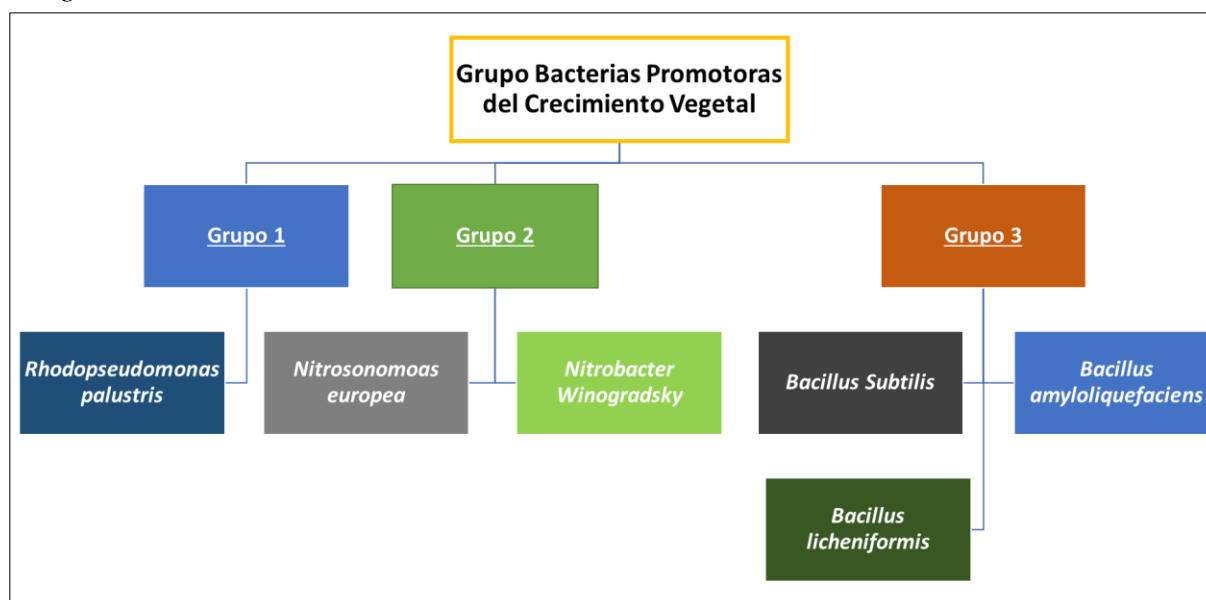 Grupo Bacterias Promotoras
del Crecimiento Vegetal
Grupo 1
Grupo 2
Grupo 3
Rhodopseudomonas
palustris
Nitrosonomoas
europea
Nitrobacter
Winogradsky
Bacillus Subtilis
Bacillus
amyloliquefaciens
Bacillus
licheniformis